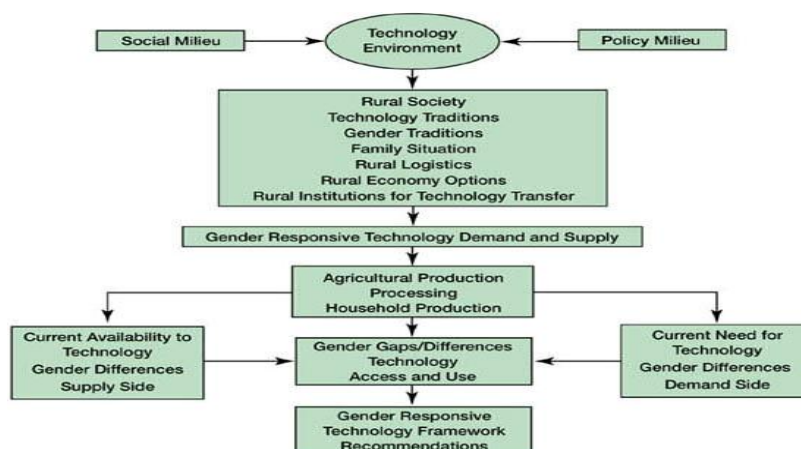 Social Milieu
Technology
Environment
Policy Milieu
Rural Society
Technology Traditions
Gender Traditions
Family Situation
Rural Logistics
Rural Economy Options
Rural Institutions for Technology Transfer
Gender Responsive Technology Demand and Supply
Agricultural Production
Processing
Household Production
Current Availability to
Technology
Gender Differences
Supply Side
Gender Gaps/Differences
Technology
Access and Use
Current Need for
Technology
Gender Differences
Demand Side
Gender Responsive
Technology Framework
Recommendations